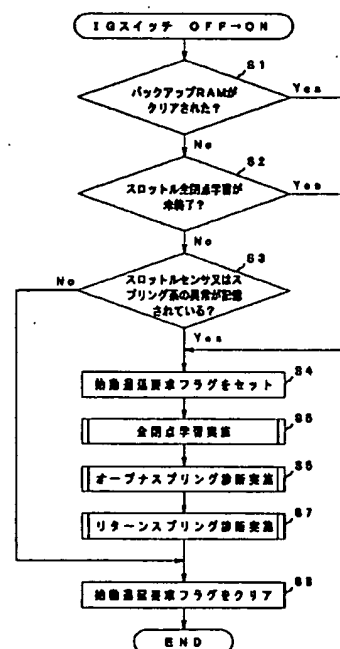 IGスイッチ OFF→ON
S1
バックアップRAMが
クリアされた?
Yes
No
S2
スロットル全閉点学習が
未終了?
Yes
No
S3
スロットルセンサ又はス
プリング系の異常が記憶
されている?
No
Yes
S4
始動遅延要求フラグをセット
S5
全閉点学習実施
S6
オープナスプリング診断実施
S7
リターンスプリング診断実施
S8
始動遅延要求フラグをクリア
END